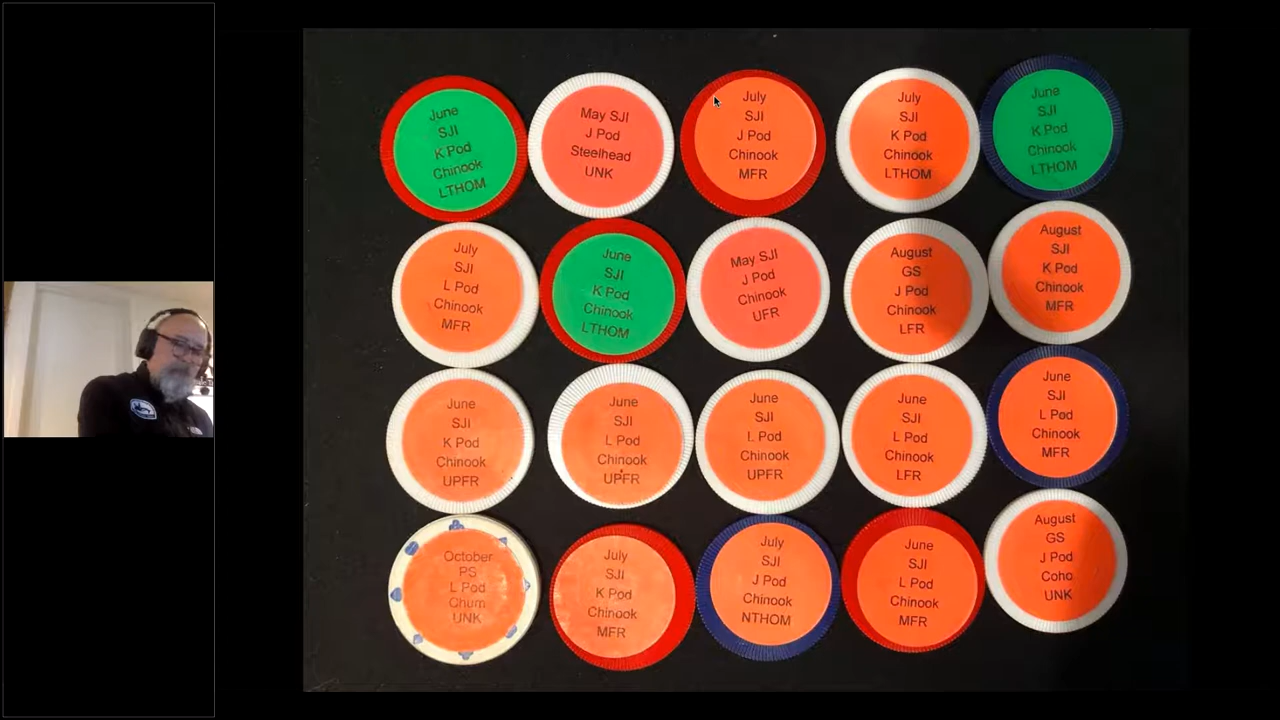 June
SJI
K Pod
Chinook
LTHOM
May SJI
J Pod
Steelhead
UNK
July
SJI
J Pod
Chinook
MFR
July
SJI
K Pod
Chinook
LTHOM
June
SJI
K Pod
Chinook
LTHOM
July
SJI
L Pod
Chinook
MFR
June
SJI
K Pod
Chinook
LTHOM
May SJI
J Pod
Chinook
UFR
August
GS
J Pod
Chinook
LFR
August
SJI
K Pod
Chinook
MFR
June
SJI
K Pod
Chinook
UPFR
June
SJI
L Pod
Chinook
UPFR
June
SJI
L Pod
Chinook
UPFR
June
SJI
L Pod
Chinook
LFR
June
SJI
L Pod
Chinook
MFR
October
PS
L Pod
Chum
UNK
July
SJI
K Pod
Chinook
MFR
July
SJI
J Pod
Chinook
NTHOM
June
SJI
L Pod
Chinook
MFR
August
GS
J Pod
Coho
UNK